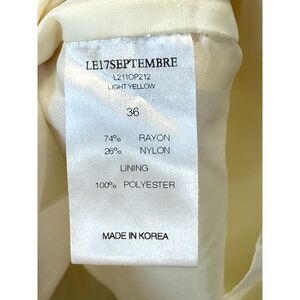 LE17SEPTEMBRE
L211OP212
LIGHT YELLOW
36
74% RAYON
26% NYLON
LINING
100% POLYESTER
MADE IN KOREA